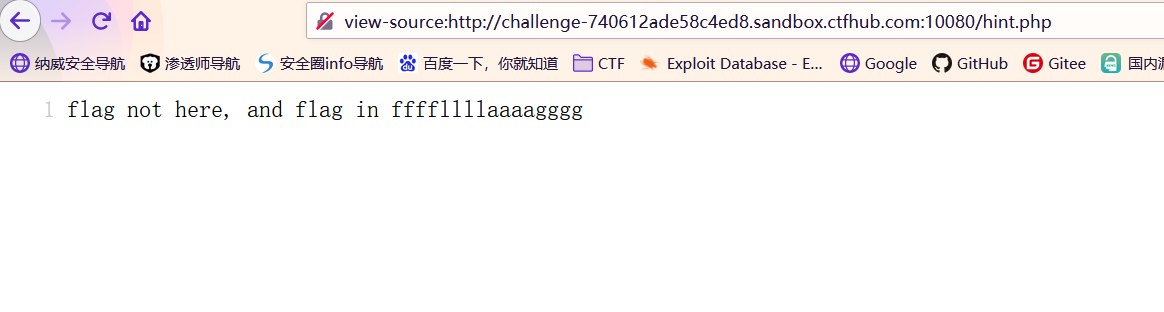 view-source:http://challenge-740612ade58c4ed8.sandbox.ctfhub.com:10080/hint.php
纳威安全导航 渗透师导航 安全圈info导航 百度一下，你就知道 CTF Exploit Database - E... Google GitHub Gitee 国内
1 flag not here, and flag in ffffllllaaaagggg